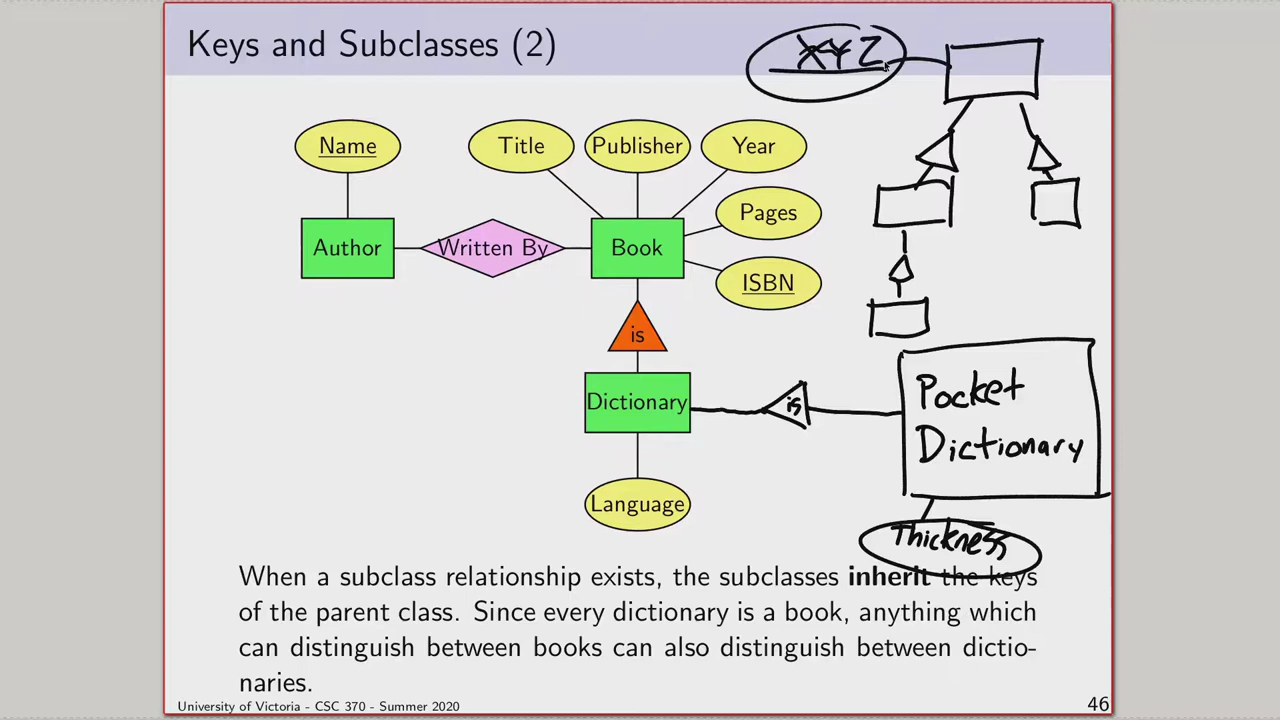 Keys and Subclasses (2)
XYZ
Name
Title
Publisher
Year
Pages
Author
Written By
Book
ISBN
is
Dictionary
is
Pocket
Dictionary
Language
Thickness
When a subclass relationship exists, the subclasses inherit the keys
of the parent class. Since every dictionary is a book, anything which
can distinguish between books can also distinguish between dictio-
naries.
University of Victoria - CSC 370 - Summer 2020
46